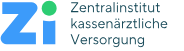 Zi
Zentralinstitut
kassenärztliche
Versorgung